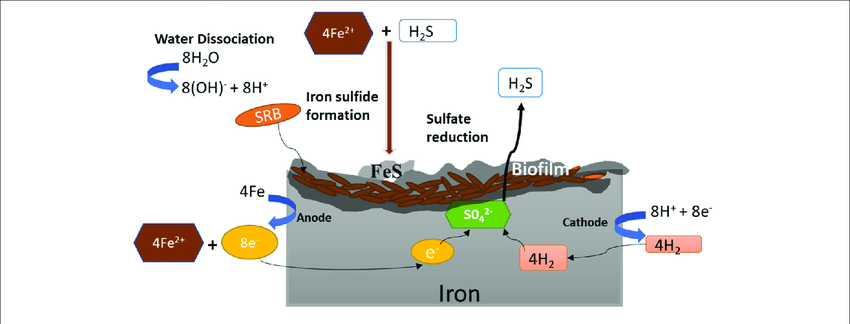 4Fe²⁺ + H₂S
Water Dissociation
8H₂O
8(OH)⁻ + 8H⁺
H₂S
Iron sulfide
formation
Sulfate
reduction
SRB
FeS
Biofilm
4Fe
Anode
SO₄²⁻
Cathode
8H⁺ + 8e⁻
4Fe²⁺ + 8e⁻
e⁻
4H₂
4H₂
Iron